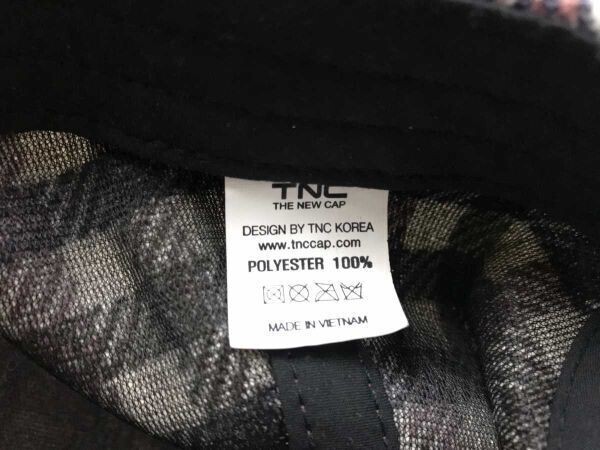 TNC
THE NEW CAP
DESIGN BY TNC KOREA
www.tnccap.com
POLYESTER 100%
MADE IN VIETNAM